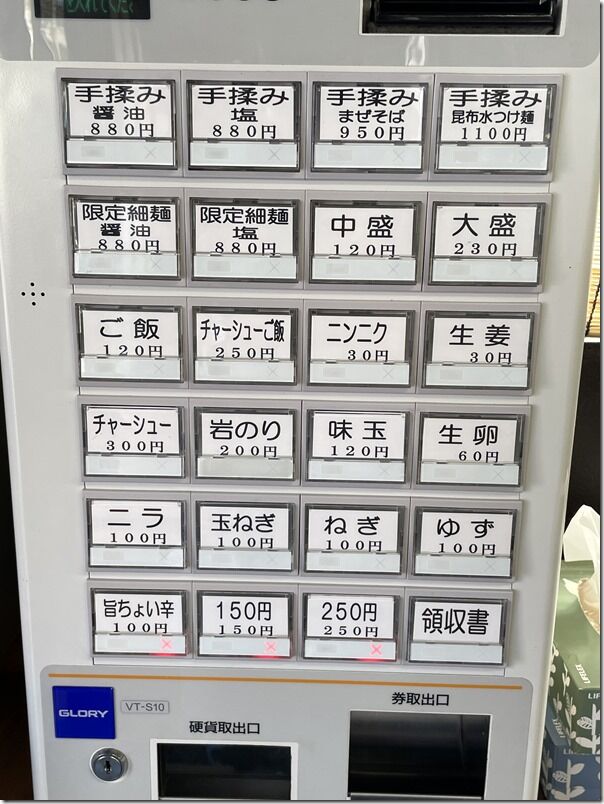 手揉み
醤油
880円
手揉み
塩
880円
手揉み
まぜそば
950円
手揉み
昆布水つけ麺
1100円
限定細麺
醤油
880円
限定細麺
塩
880円
中盛
120円
大盛
230円
ご飯
120円
チャーシューご飯
250円
ニンニク
30円
生姜
30円
チャーシュー
300円
岩のり
200円
味玉
120円
生卵
60円
ニラ
100円
玉ねぎ
100円
ねぎ
100円
ゆず
100円
旨ちょい辛
100円
150円
150円
250円
250円
領収書
GLORY
VT-S10
硬貨取出口
券取出口